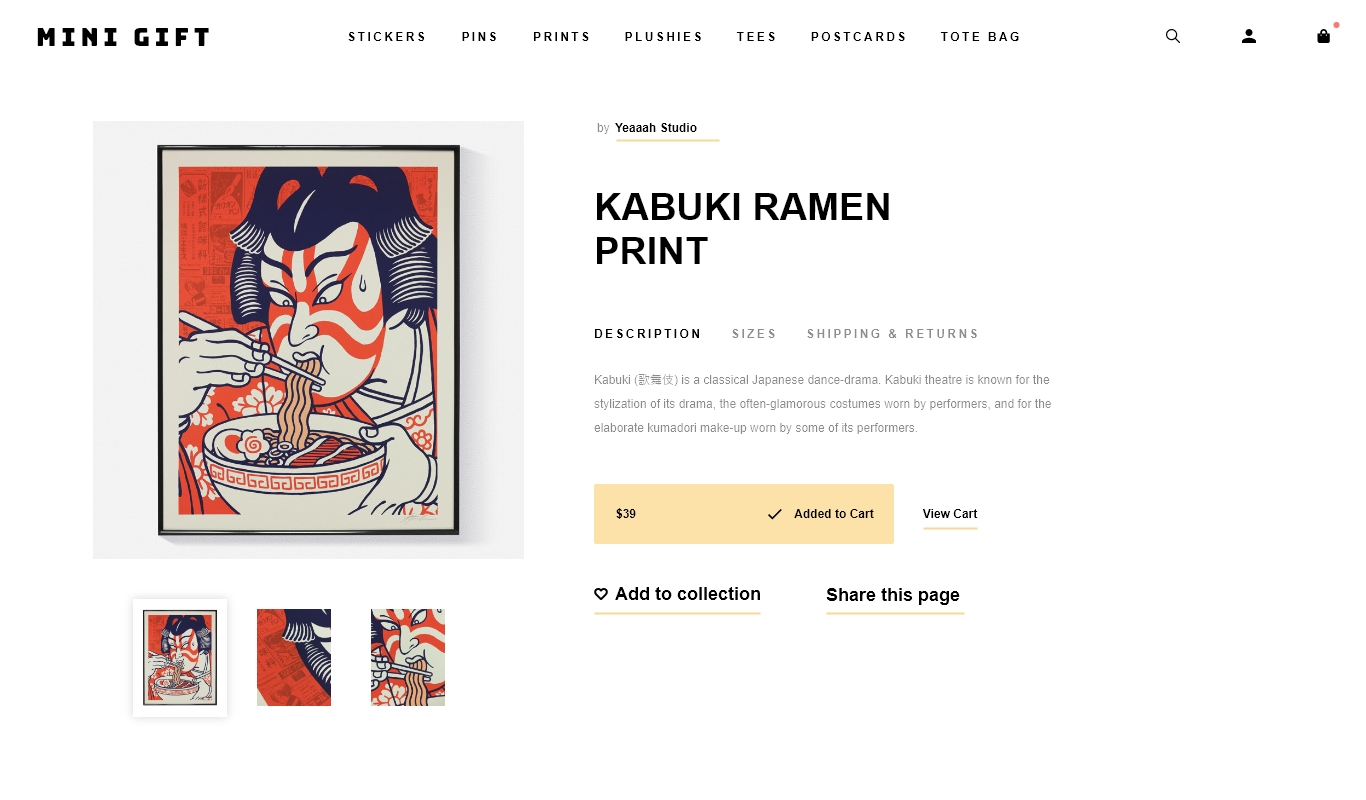 MINI GIFT
STICKERS PINS PRINTS PLUSHIES TEES POSTCARDS TOTE BAG
by Yeaaah Studio
KABUKI RAMEN
PRINT
DESCRIPTION SIZES SHIPPING & RETURNS
Kabuki (歌舞伎) is a classical Japanese dance-drama. Kabuki theatre is known for the
stylization of its drama, the often-glamorous costumes worn by performers, and for the
elaborate kumadori make-up worn by some of its performers.
$39 Added to Cart View Cart
Add to collection Share this page